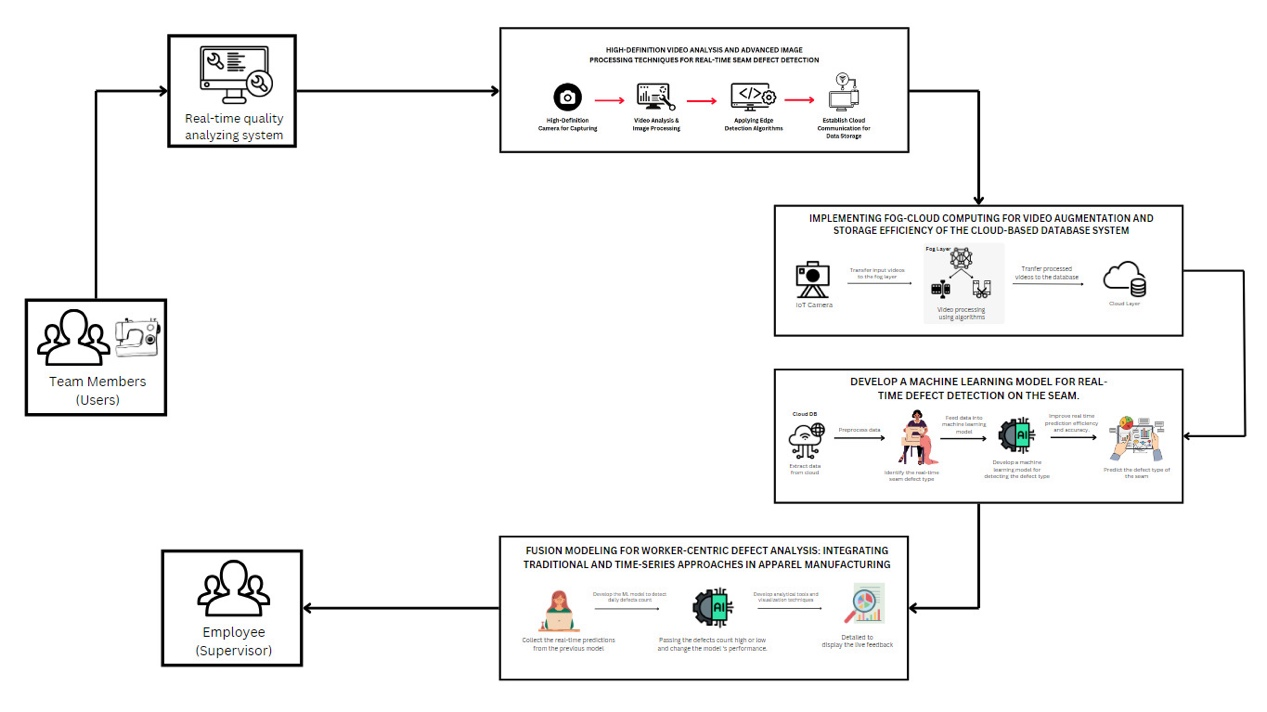 Real-time quality
analyzing system
HIGH-DEFINITION VIDEO ANALYSIS AND ADVANCED IMAGE
PROCESSING TECHNIQUES FOR REAL-TIME SEAM DEFECT DETECTION
High-Definition
Camera for Capturing
Video Analysis &
Image Processing
Applying Edge
Detection Algorithms
Establish Cloud
Communication for
Data Storage
IMPLEMENTING FOG-CLOUD COMPUTING FOR VIDEO AUGMENTATION AND
STORAGE EFFICIENCY OF THE CLOUD-BASED DATABASE SYSTEM
IoT Camera
Transfer input videos
to the fog layer
Fog Layer
Video processing
using algorithms
Tranfer processed
videos to the database
Cloud Layer
Team Members
(Users)
DEVELOP A MACHINE LEARNING MODEL FOR REAL-
TIME DEFECT DETECTION ON THE SEAM.
Cloud DB
Extract data
from cloud
Preprocess data
Identify the real-time
seam defect type
Feed data into
machine learning
model
AI
Develop a machine
learning model for
detecting the defect type
Improve real time
prediction efficiency
and accuracy.
Predict the defect type of
the seam
FUSION MODELING FOR WORKER-CENTRIC DEFECT ANALYSIS: INTEGRATING
TRADITIONAL AND TIME-SERIES APPROACHES IN APPAREL MANUFACTURING
Collect the real-time predictions
from the previous model
Develop the ML model to detect
daily defects count
AI
Passing the defects count high or low
and change the model 's performance.
Develop analytical tools and
visualization techniques
Detailed to
display the live feedback
Employee
(Supervisor)